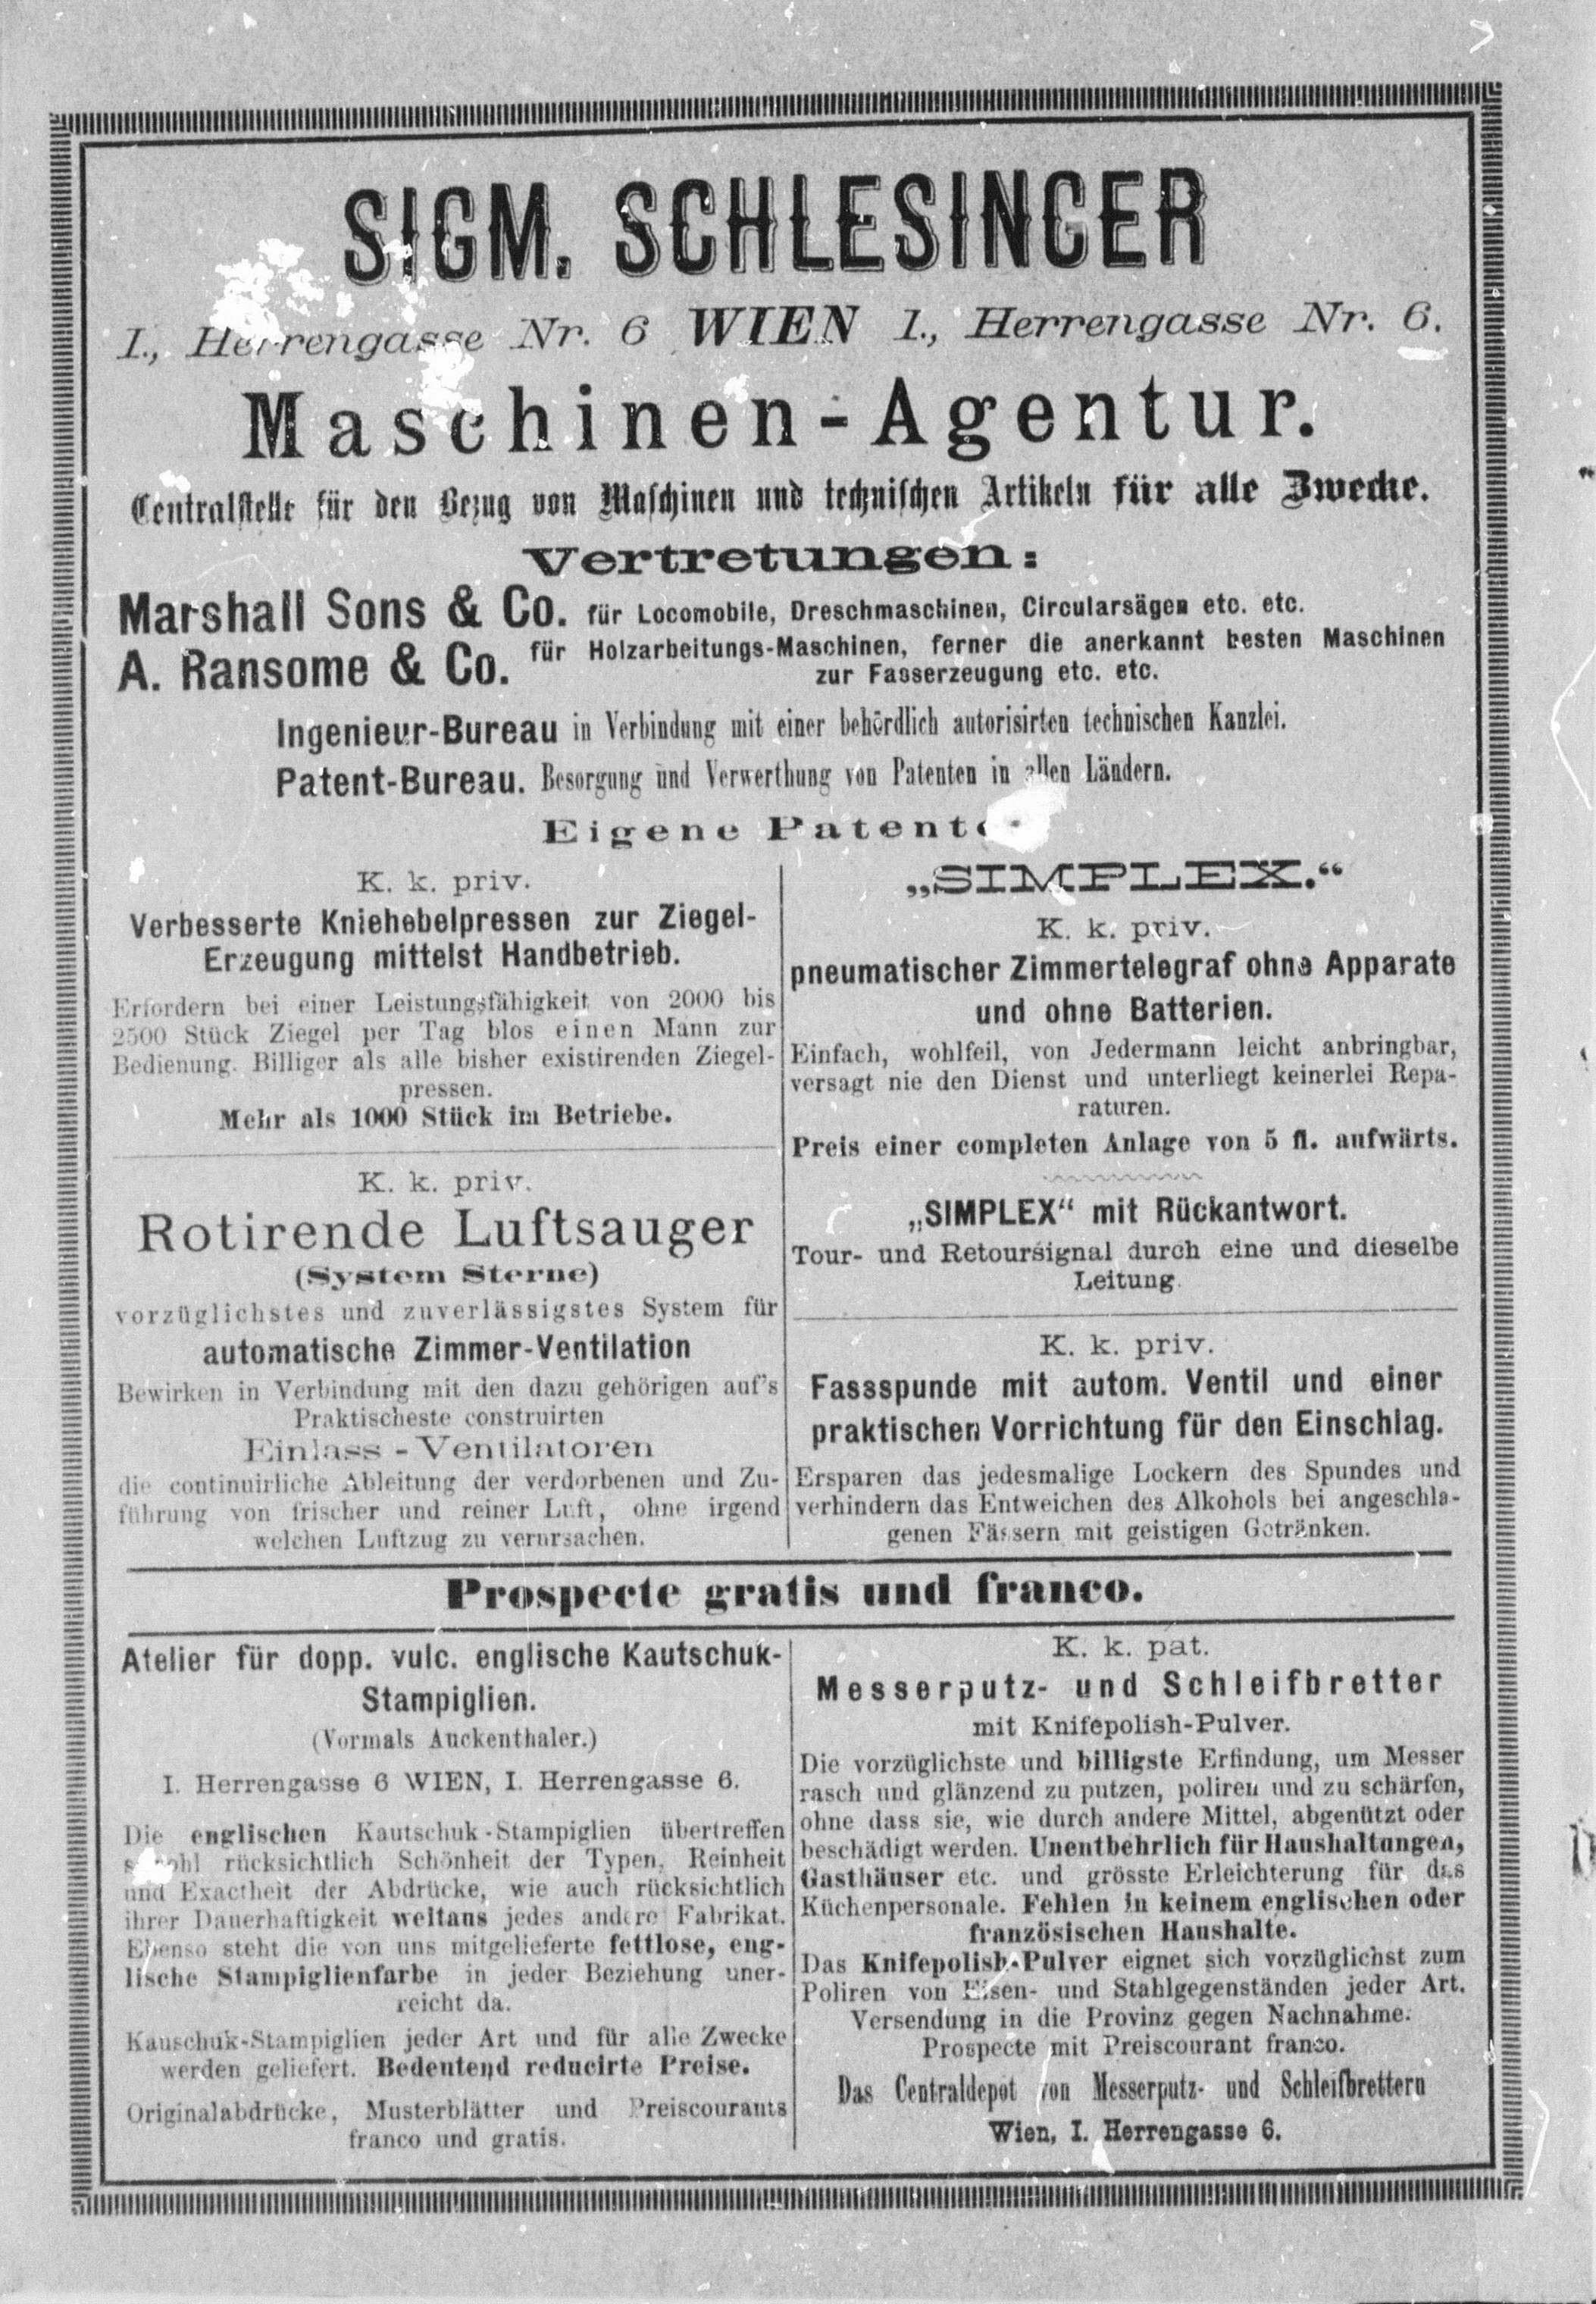 SIGM. SCHLESINGER
I., Herrengasse Nr. 6 WIEN 1., Herrengasse Nr. 6.
Maschinen-Agentur.
Centralstelle für den Bezug von Maschinen und technischen Artikeln für alle Zwecke.
Vertretungen:
Marshall Sons & Co. für Locomobile, Dreschmaschinen, Circularsägen etc. etc.
A. Ransome & Co. für Holzarbeitungs-Maschinen, ferner die anerkannt besten Maschinen
zur Fasserzeugung etc. etc.
Ingenieur-Bureau in Verbindung mit einer behördlich autorisirten technischen Kanzlei.
Patent-Bureau. Besorgung und Verwerthung von Patenten in allen Ländern.
Eigene Patente
K. k. priv.
Verbesserte Kniehebelpressen zur Ziegel-
Erzeugung mittelst Handbetrieb.
Erfordern bei einer Leistungsfähigkeit von 2000 bis
2500 Stück Ziegel per Tag blos einen Mann zur
Bedienung. Billiger als alle bisher existirenden Ziegel-
pressen.
Mehr als 1000 Stück im Betriebe.
K. k. priv.
Rotirende Luftsauger
(System Sterne)
vorzüglichstes und zuverlässigstes System für
automatische Zimmer-Ventilation
Bewirken in Verbindung mit den dazu gehörigen auf's
Praktischeste construirten
Einlass-Ventilatoren
die continuirliche Ableitung der verdorbenen und Zu-
führung von frischer und reiner Luft, ohne irgend
welchen Luftzug zu verursachen.
„SIMPLEX.“
K. k. priv.
pneumatischer Zimmertelegraf ohne Apparate
und ohne Batterien.
Einfach, wohlfeil, von Jedermann leicht anbringbar,
versagt nie den Dienst und unterliegt keinerlei Repa-
raturen.
Preis einer completen Anlage von 5 fl. aufwärts.
„SIMPLEX“ mit Rückantwort.
Tour- und Retoursignal durch eine und dieselbe
Leitung.
K. k. priv.
Fassspunde mit autom. Ventil und einer
praktischen Vorrichtung für den Einschlag.
Ersparen das jedesmalige Lockern des Spundes und
verhindern das Entweichen des Alkohols bei angeschla-
genen Fässern mit geistigen Getränken.
Prospecte gratis und franco.
Atelier für dopp. vulc. englische Kautschuk-
Stampiglien.
(Vormals Auckenthaler.)
I. Herrengasse 6 WIEN, I. Herrengasse 6.
Die englischen Kautschuk-Stampiglien übertreffen
sowohl rücksichtlich Schönheit der Typen, Reinheit
und Exactheit der Abdrücke, wie auch rücksichtlich
ihrer Dauerhaftigkeit weitaus jedes andere Fabrikat.
Ebenso steht die von uns mitgelieferte fettlose, eng-
lische Stampiglienfarbe in jeder Beziehung uner-
reicht da.
Kauschuk-Stampiglien jeder Art und für alle Zwecke
werden geliefert. Bedeutend reducirte Preise.
Originalabdrücke, Musterblätter und Preiscourants
franco und gratis.
K. k. pat.
Messerputz- und Schleifbretter
mit Knifepolish-Pulver.
Die vorzüglichste und billigste Erfindung, um Messer
rasch und glänzend zu putzen, poliren und zu schärfen,
ohne dass sie, wie durch andere Mittel, abgenützt oder
beschädigt werden. Unentbehrlich für Haushaltungen,
Gasthäuser etc. und grösste Erleichterung für das
Küchenpersonale. Fehlen in keinem englischen oder
französischen Haushalte.
Das Knifepolish-Pulver eignet sich vorzüglichst zum
Poliren von Eisen- und Stahlgegenständen jeder Art.
Versendung in die Provinz gegen Nachnahme.
Prospecte mit Preiscourant franco.
Das Centraldepot von Messerputz- und Schleifbrettern
Wien, I. Herrengasse 6.